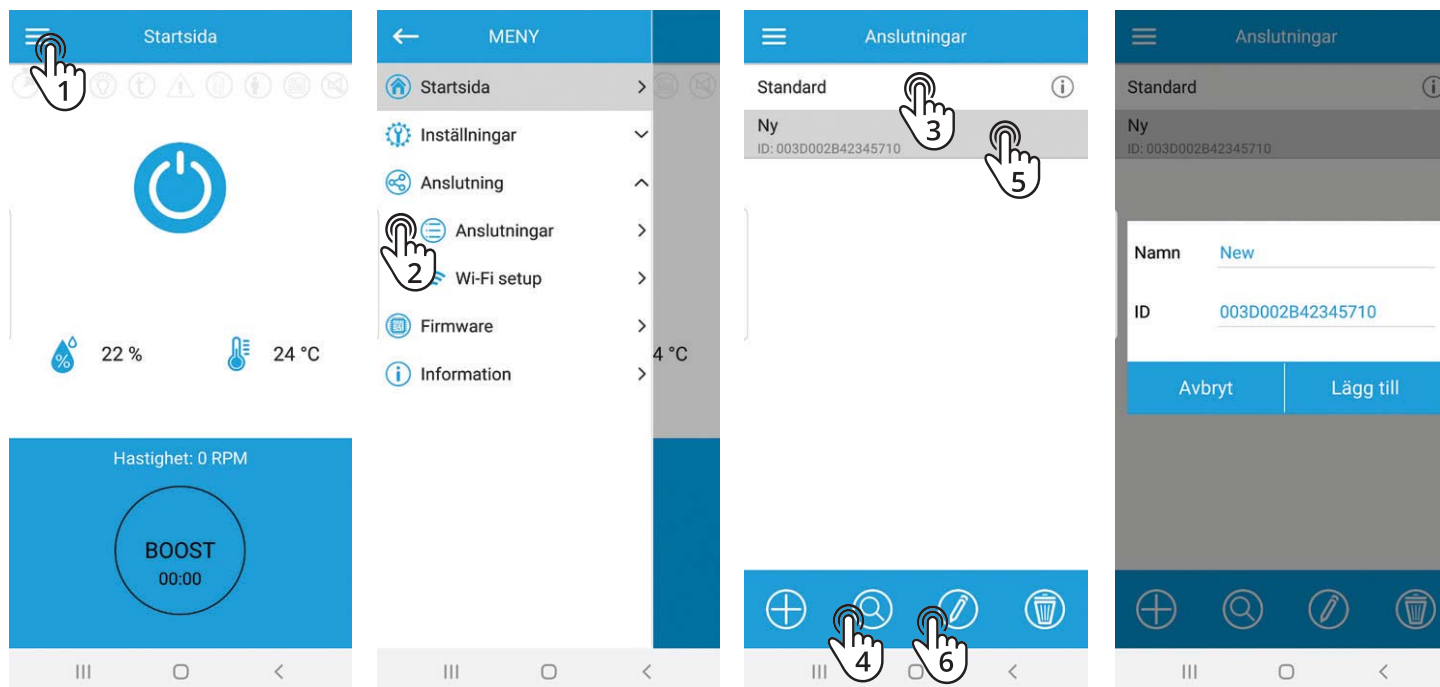 Startsida
1
22 %
24 °C
Hastighet: 0 RPM
BOOST
00:00
MENY
Startsida
Inställningar
Anslutning
Anslutningar
2
Wi-Fi setup
Firmware
Information
4 °C
Anslutningar
Standard
3
Ny
ID: 003D002B42345710
5
4
6
Anslutningar
Standard
Ny
ID: 003D002B42345710
Namn New
ID 003D002B42345710
Avbryt Lägg till